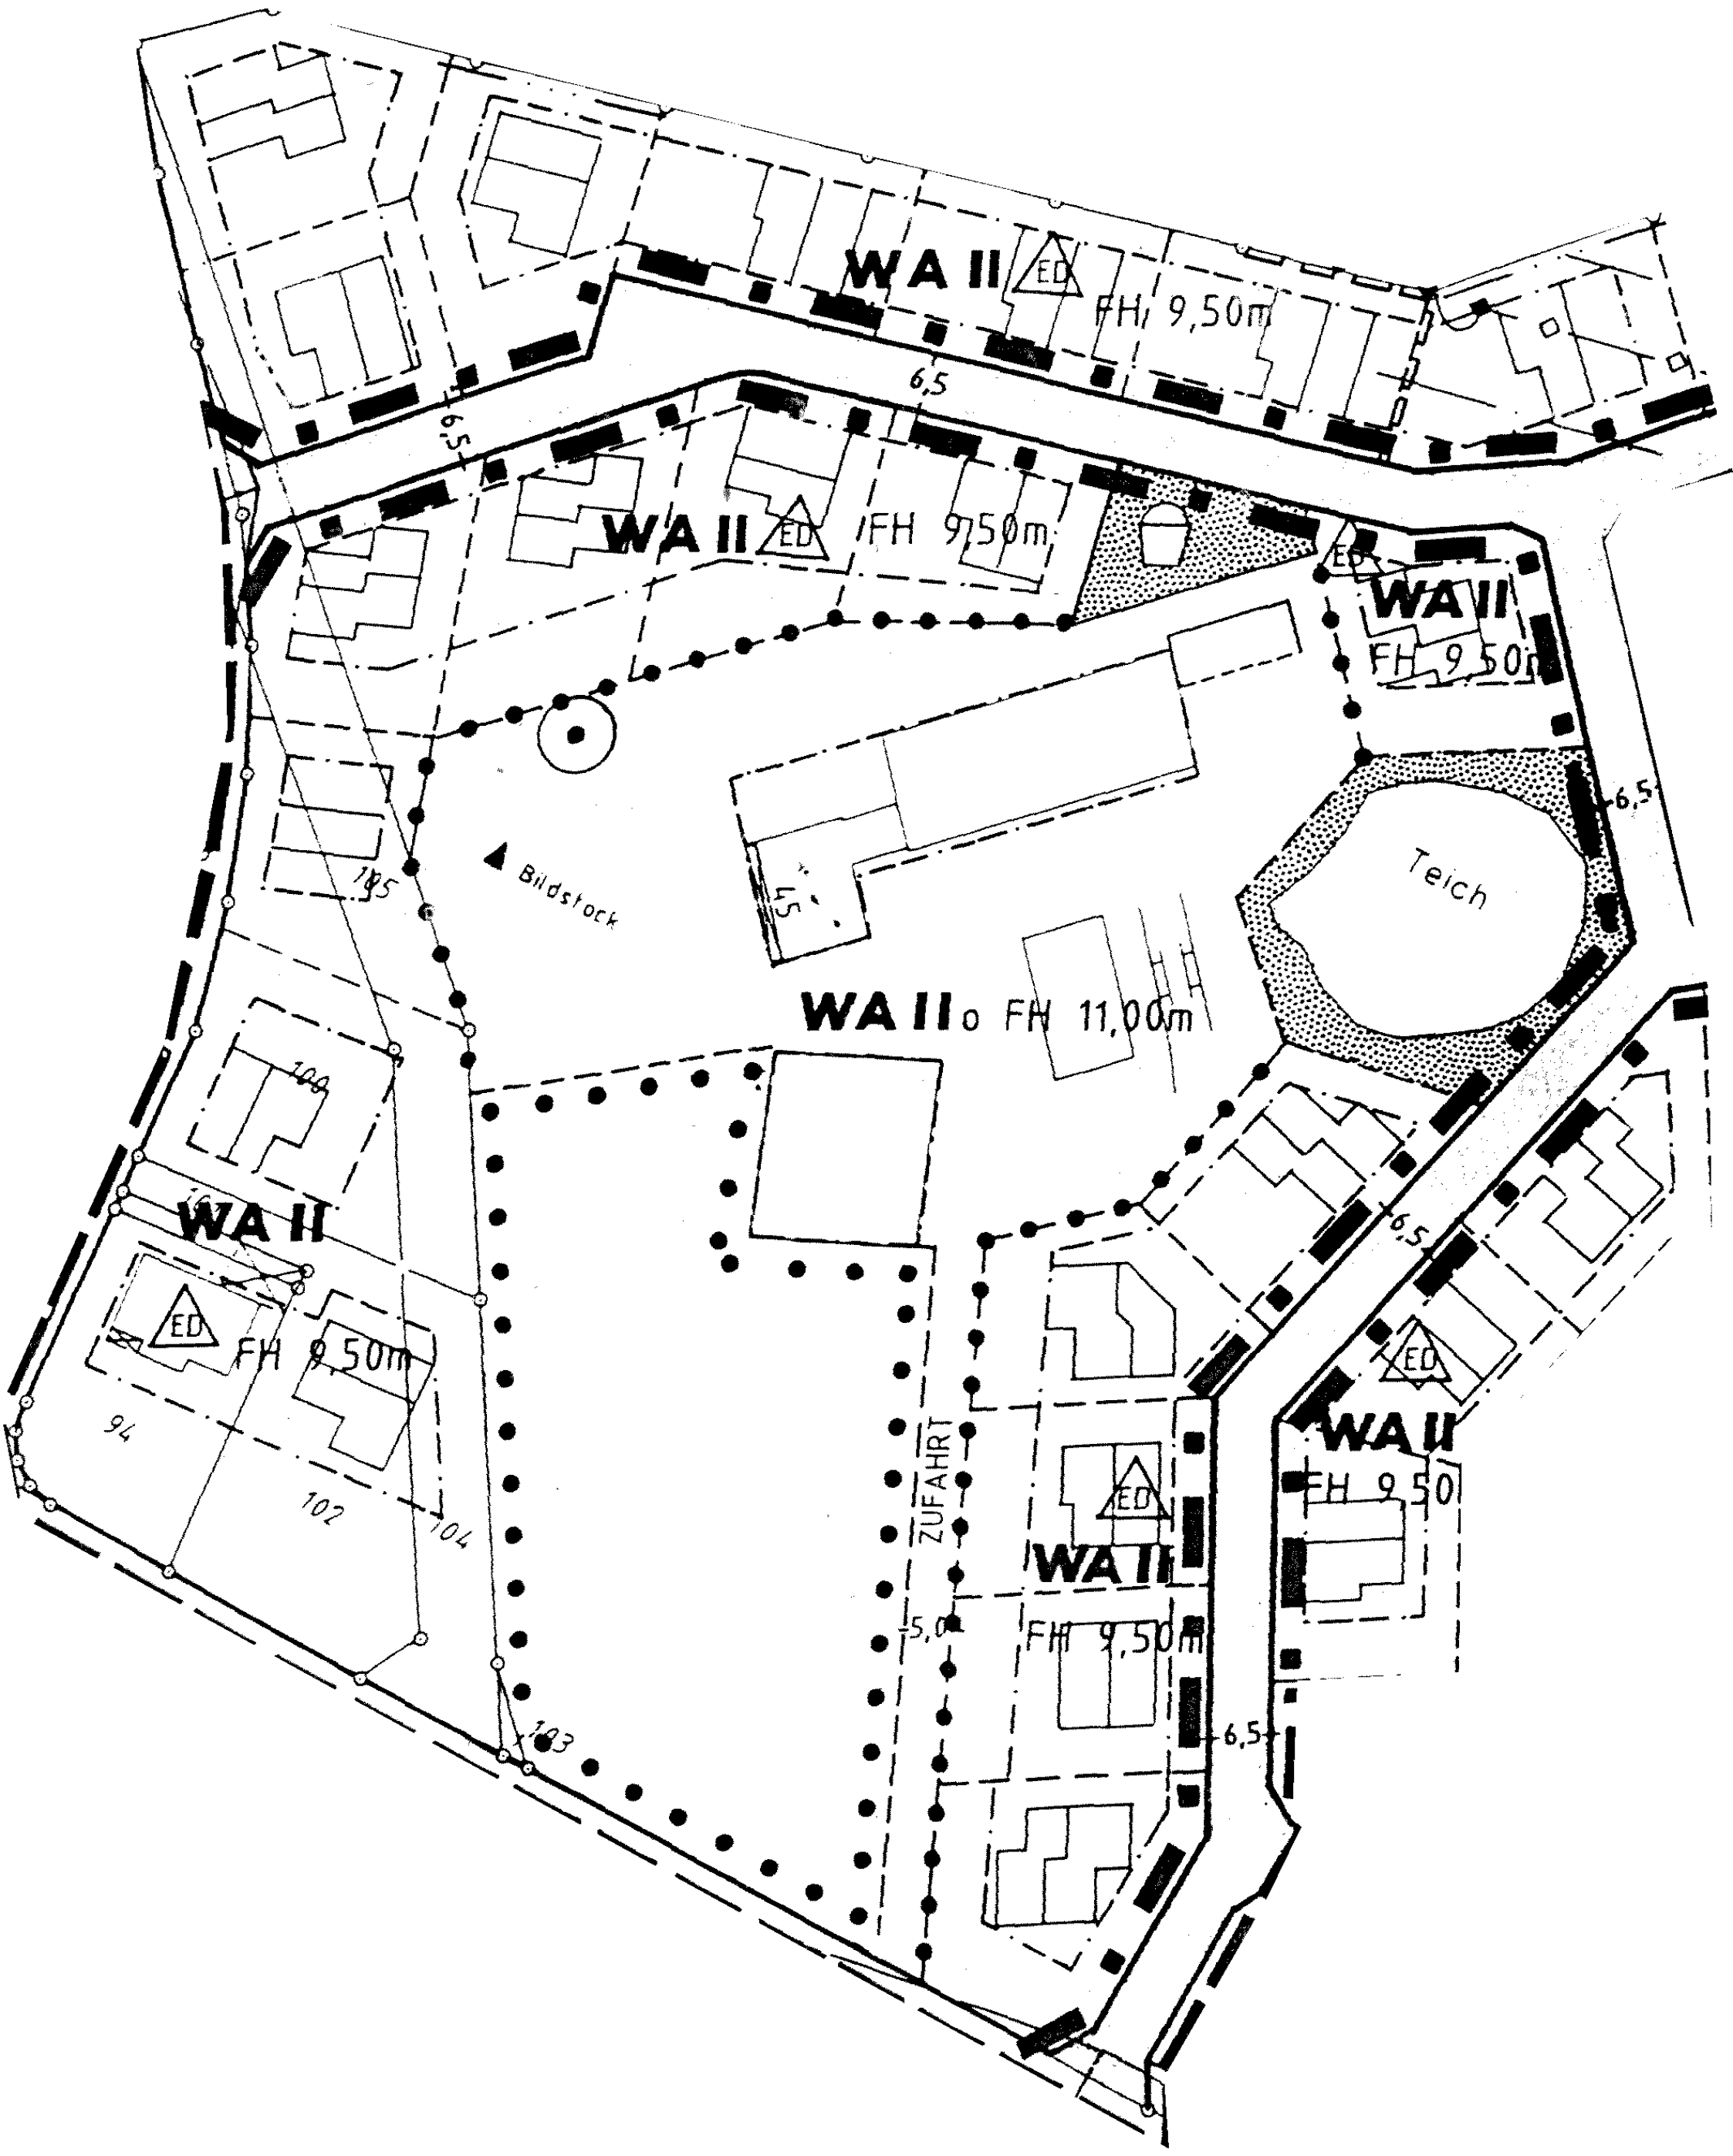 WA II ED
FH 9,50m
6,5
6,5
WA II ED FH 9,50m
ED
WA II
FH 9,50m
6,5
Teich
105
Bildstock
45
WA II o FH 11,00m
100
WA II
ED
FH 9,50m
6,5
ED
WA II
FH 9,50
94
102
104
ZUFAHRT
ED
WA II
5,0
FH 9,50m
103
6,5